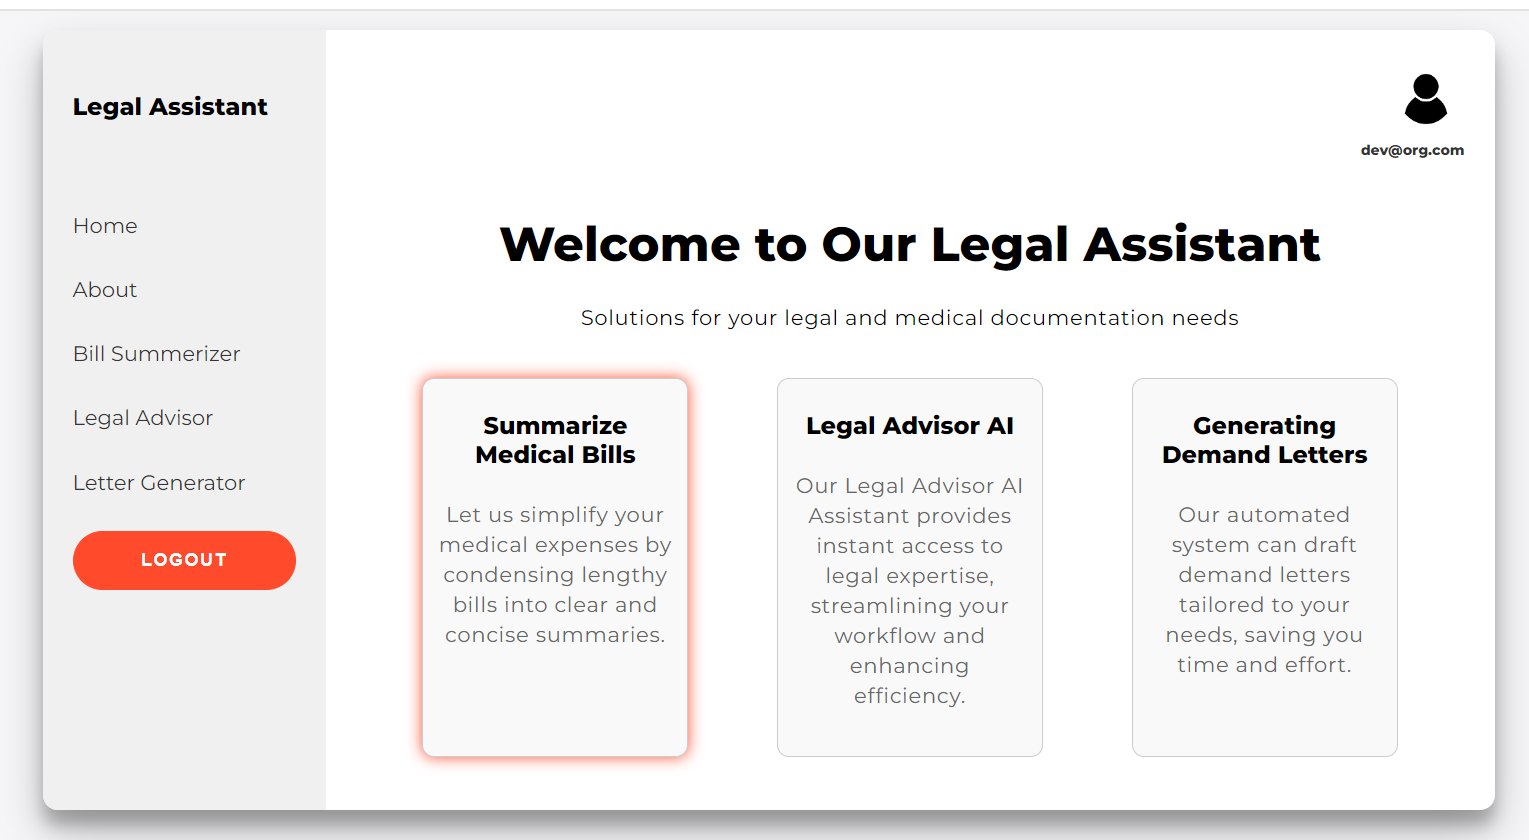 Legal Assistant
Home
About
Bill Summerizer
Legal Advisor
Letter Generator
LOGOUT
dev@org.com
Welcome to Our Legal Assistant
Solutions for your legal and medical documentation needs
Summarize
Medical Bills
Let us simplify your
medical expenses by
condensing lengthy
bills into clear and
concise summaries.
Legal Advisor AI
Our Legal Advisor AI
Assistant provides
instant access to
legal expertise,
streamlining your
workflow and
enhancing
efficiency.
Generating
Demand Letters
Our automated
system can draft
demand letters
tailored to your
needs, saving you
time and effort.